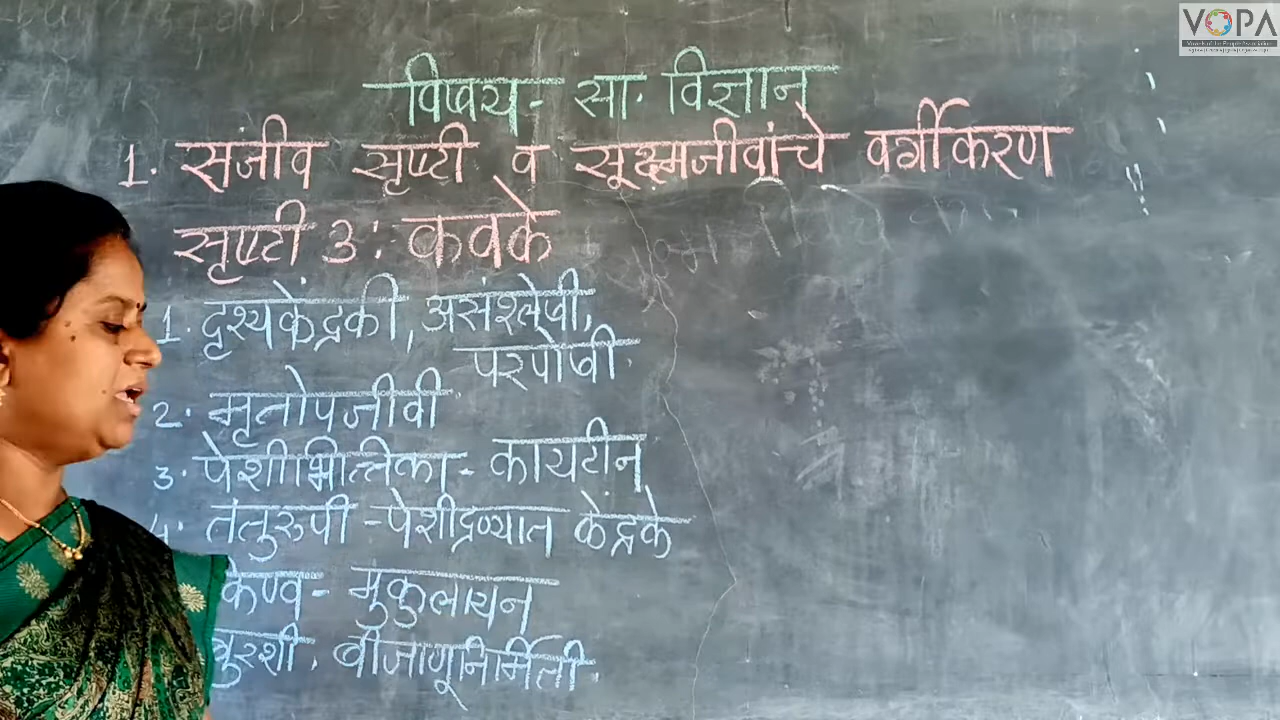 VOPA
विषय- सा. विज्ञान
1. सजीव सृष्टी व सूक्ष्मजीवांचे वर्गीकरण
सृष्टी 3: कवके
1. दृश्यकेंद्रकी, असंश्लेषी,
परपोषी.
2. मृतोपजीवी
3. पेशीभित्तिका - कायटीन
4. तंतुरुपी - पेशीद्रव्यात केंद्रके
किण्व - मुकुलायन
बुरशी. बीजाणूनिर्मिती.